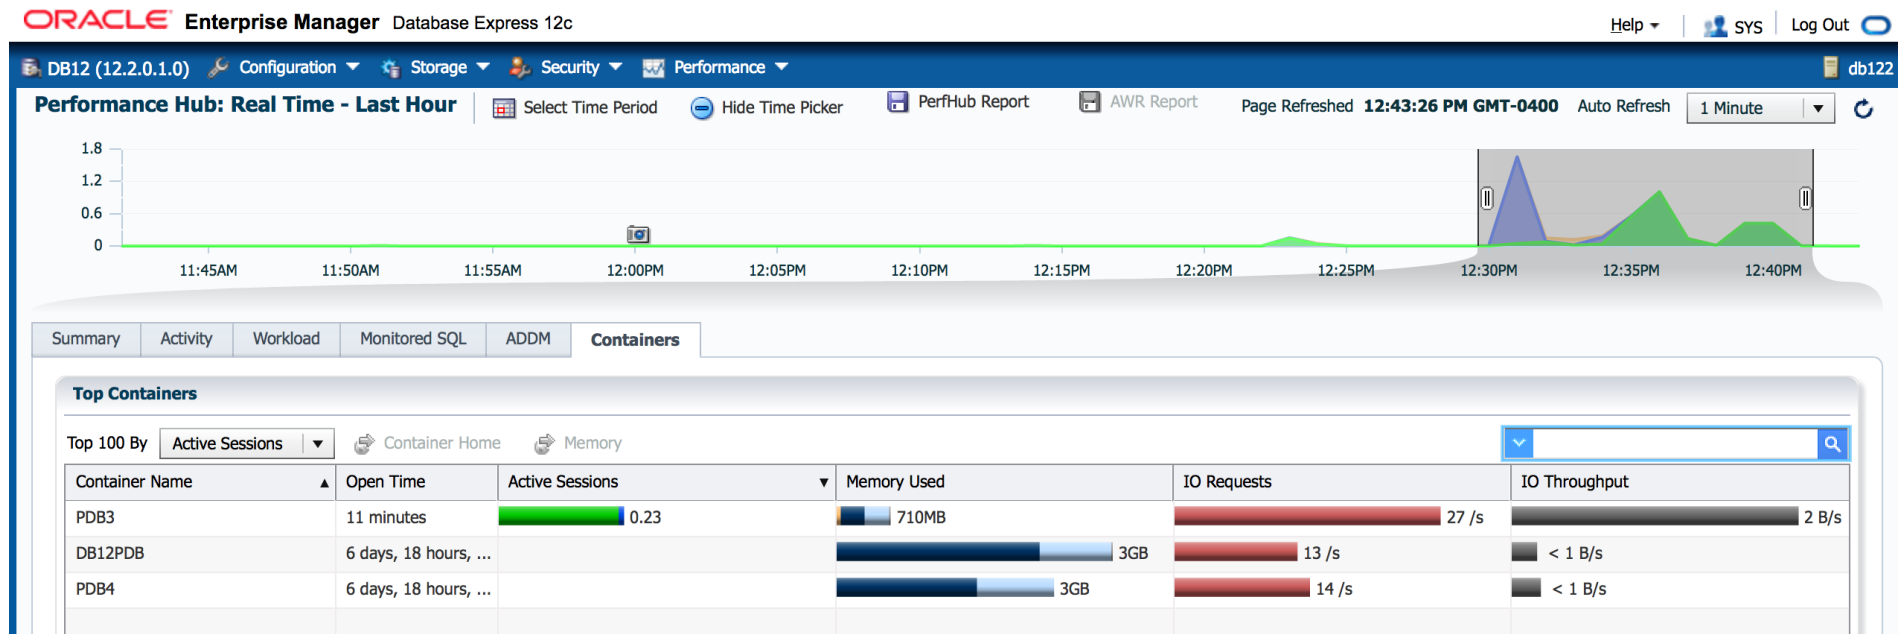 ORACLE Enterprise Manager Database Express 12c
Help SYS Log Out
DB12 (12.2.0.1.0) Configuration Storage Security Performance db122
Performance Hub: Real Time - Last Hour Select Time Period Hide Time Picker PerfHub Report AWR Report Page Refreshed 12:43:26 PM GMT-0400 Auto Refresh 1 Minute
1.8
1.2
0.6
0
11:45AM 11:50AM 11:55AM 12:00PM 12:05PM 12:10PM 12:15PM 12:20PM 12:25PM 12:30PM 12:35PM 12:40PM
Summary Activity Workload Monitored SQL ADDM Containers
Top Containers
Top 100 By Active Sessions Container Home Memory
Container Name Open Time Active Sessions Memory Used IO Requests IO Throughput
PDB3 11 minutes 0.23 710MB 27 /s 2 B/s
DB12PDB 6 days, 18 hours, ... 3GB 13 /s < 1 B/s
PDB4 6 days, 18 hours, ... 3GB 14 /s < 1 B/s